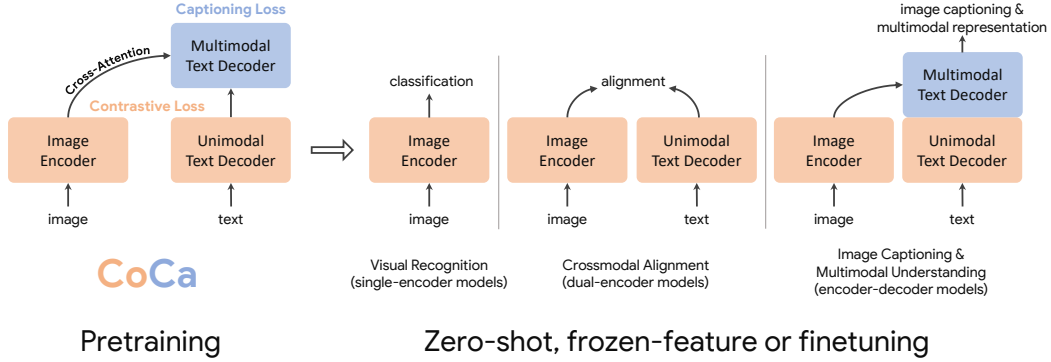 Captioning Loss
Multimodal
Text Decoder
Cross-Attention
Contrastive Loss
Image
Encoder
Unimodal
Text Decoder
image
text
CoCa
Pretraining
classification
Image
Encoder
image
Visual Recognition
(single-encoder models)
alignment
Image
Encoder
Unimodal
Text Decoder
image
text
Crossmodal Alignment
(dual-encoder models)
image captioning &
multimodal representation
Multimodal
Text Decoder
Image
Encoder
Unimodal
Text Decoder
image
text
Image Captioning &
Multimodal Understanding
(encoder-decoder models)
Zero-shot, frozen-feature or finetuning